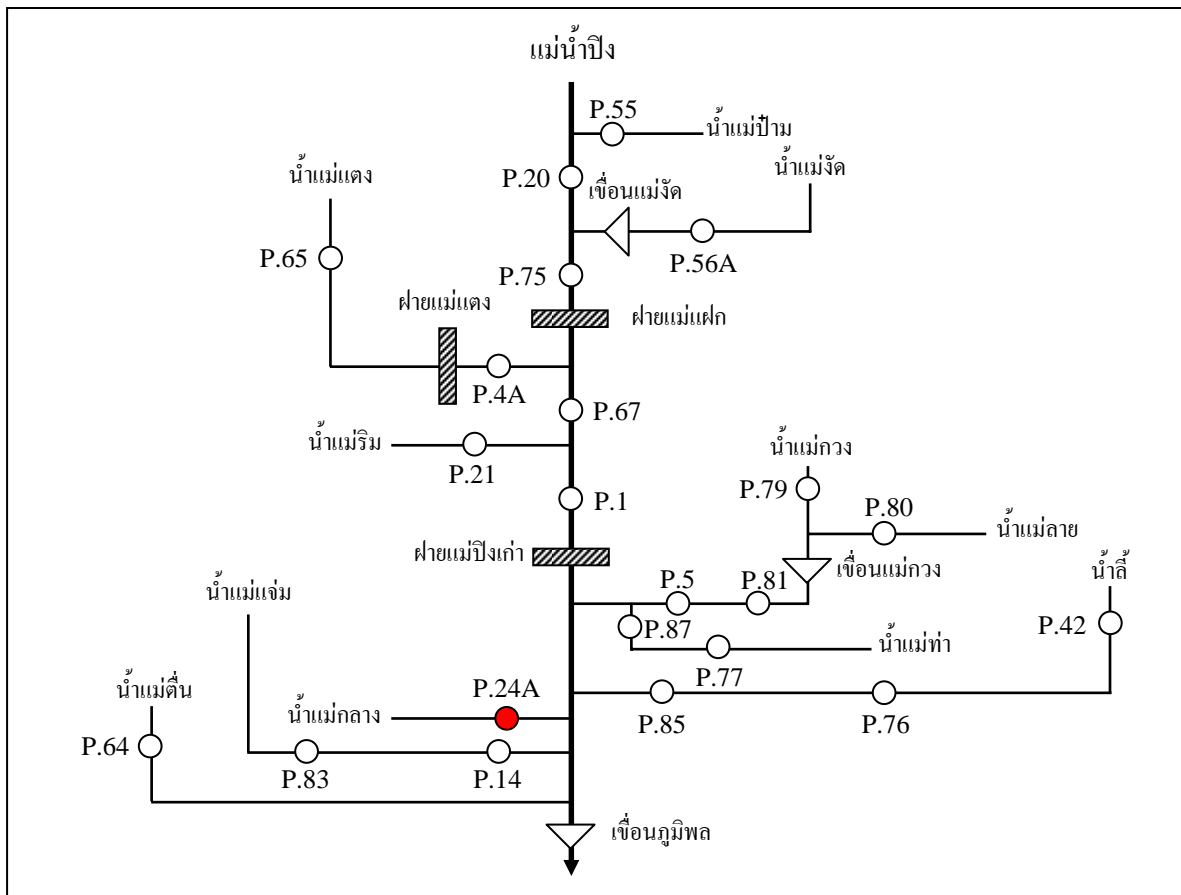 แม่น้ำปิง
P.55
น้ำแม่ป๋าม
น้ำแม่แตง
P.20
เขื่อนแม่งัด
น้ำแม่งัด
P.65
P.75
P.56A
ฝายแม่แตง
ฝายแม่แฝก
P.4A
P.67
น้ำแม่ริม
P.21
น้ำแม่กวง
P.79
P.1
P.80
น้ำแม่ลาย
ฝายแม่ปิงเก่า
เขื่อนแม่กวง
น้ำลี้
น้ำแม่แจ่ม
P.5
P.81
P.87
P.42
น้ำแม่ท่า
P.77
น้ำแม่ตื่น
P.24A
น้ำแม่กลาง
P.85
P.76
P.64
P.83
P.14
เขื่อนภูมิพล